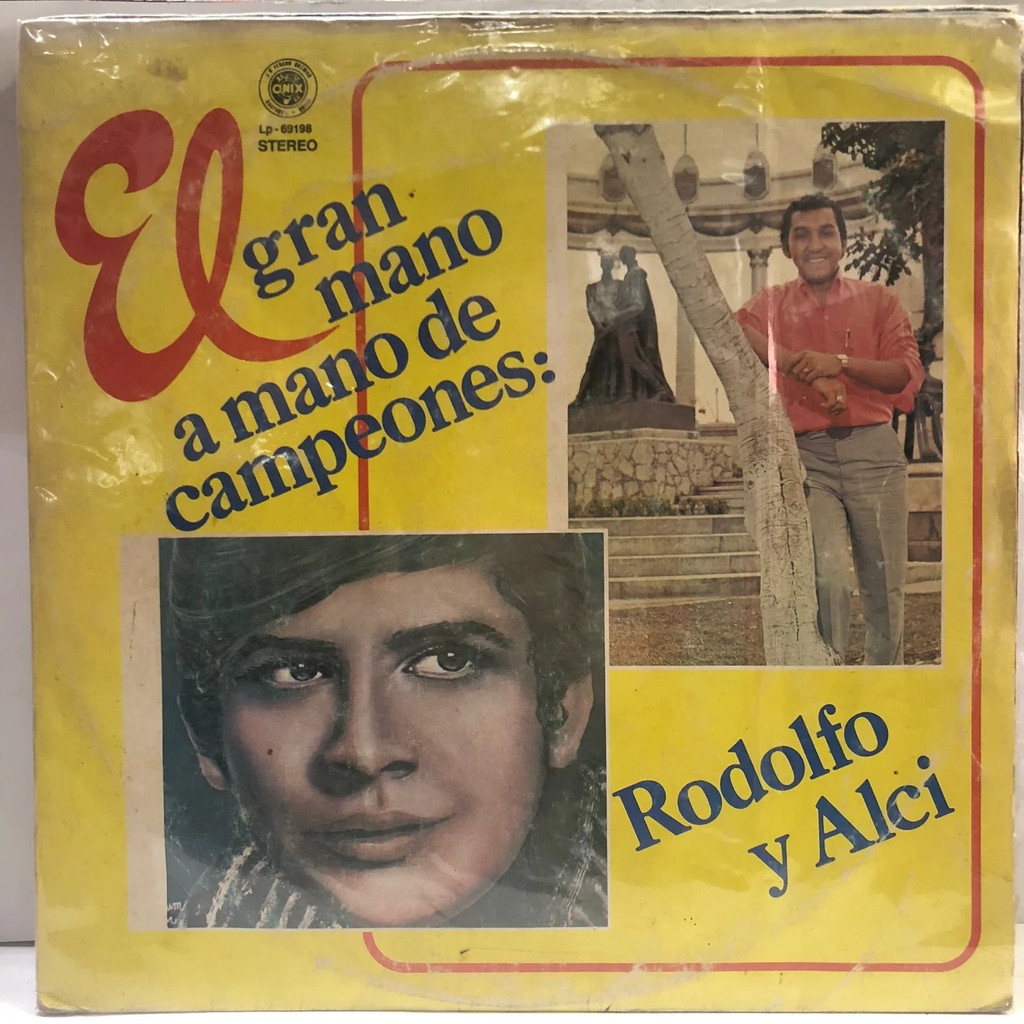 ONIX
Lp - 69198
STEREO
El
gran
mano
a mano de
campeones:
Rodolfo
y Alci